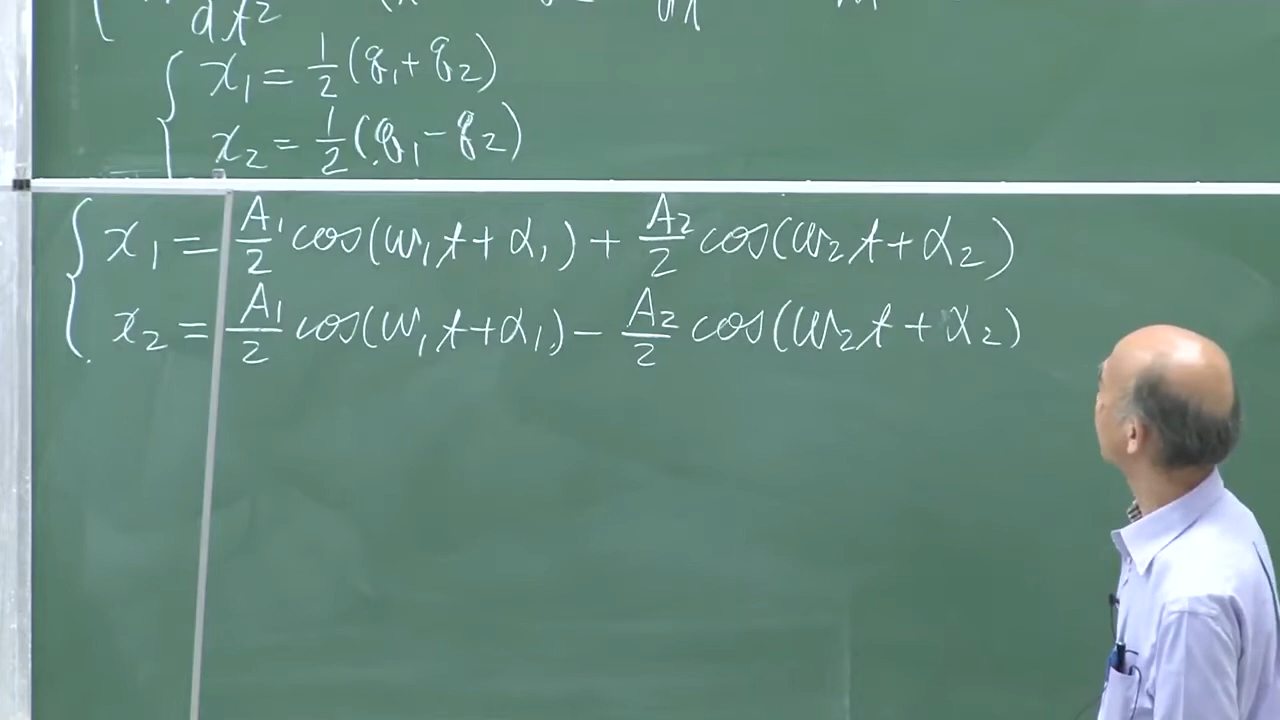 dt²
x₁ = 1/2 (q₁ + q₂)
x₂ = 1/2 (q₁ − q₂)
x₁ = A₁/2 cos(ω₁t + α₁) + A₂/2 cos(ω₂t + α₂)
x₂ = A₁/2 cos(ω₁t + α₁) − A₂/2 cos(ω₂t + α₂)